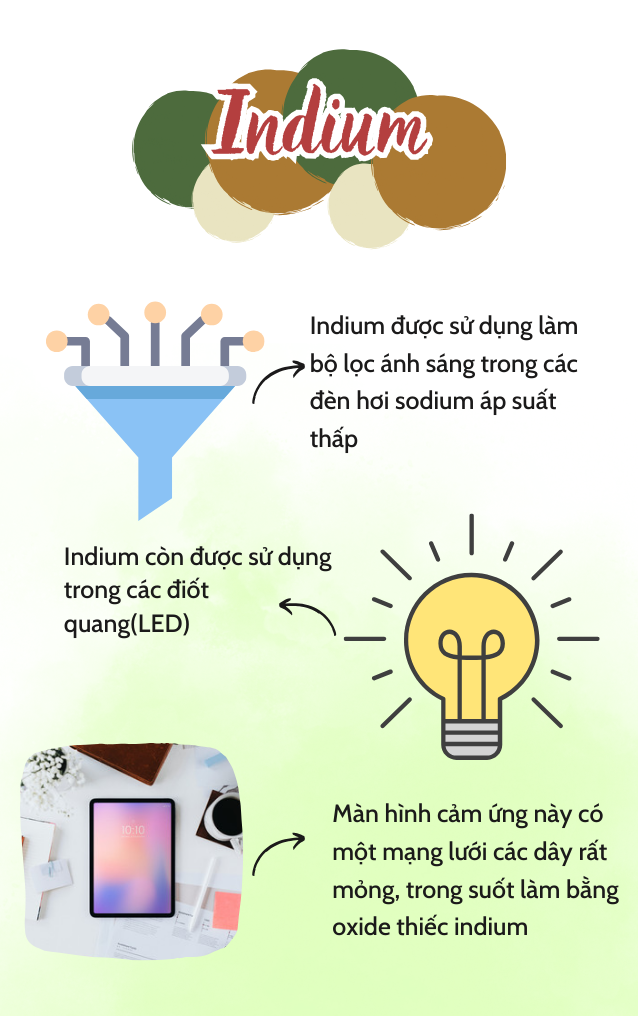 Indium
Indium được sử dụng làm
bộ lọc ánh sáng trong các
đèn hơi sodium áp suất
thấp
Indium còn được sử dụng
trong các điốt
quang(LED)
10:10
Màn hình cảm ứng này có
một mạng lưới các dây rất
mỏng, trong suốt làm bằng
oxide thiếc indium